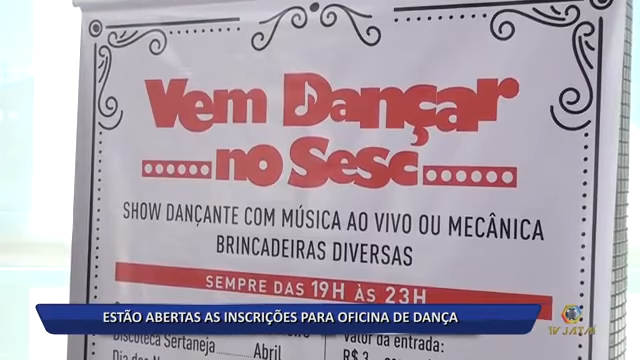 Vem Dançar
no Sesc
SHOW DANÇANTE COM MÚSICA AO VIVO OU MECÂNICA
BRINCADEIRAS DIVERSAS
SEMPRE DAS 19H ÀS 23H
ESTÃO ABERTAS AS INSCRIÇÕES PARA OFICINA DE DANÇA
TV JATAÍ
Discoteca Sertaneja Abril
Valor da entrada:
R$ 3